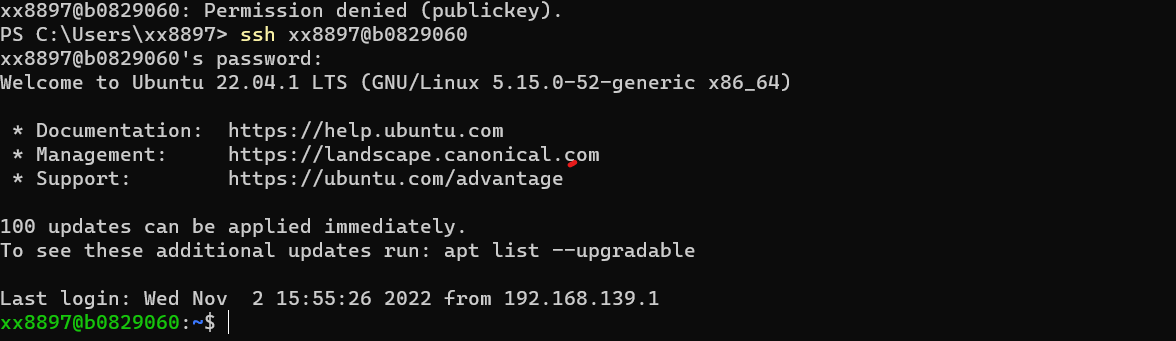 xx8897@b0829060: Permission denied (publickey).
PS C:\Users\xx8897> ssh xx8897@b0829060
xx8897@b0829060's password:
Welcome to Ubuntu 22.04.1 LTS (GNU/Linux 5.15.0-52-generic x86_64)
 * Documentation:  https://help.ubuntu.com
 * Management:     https://landscape.canonical.com
 * Support:        https://ubuntu.com/advantage
100 updates can be applied immediately.
To see these additional updates run: apt list --upgradable
Last login: Wed Nov  2 15:55:26 2022 from 192.168.139.1
xx8897@b0829060:~$